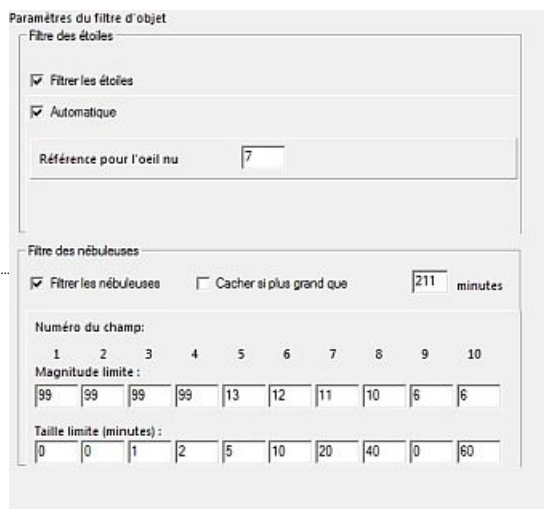 Paramètres du filtre d'objet
Filtre des étoiles
Filtrer les étoiles
Automatique
Référence pour l'oeil nu 7
Filtre des nébuleuses
Filtrer les nébuleuses Cacher si plus grand que 211 minutes
Numéro du champ:
1 2 3 4 5 6 7 8 9 10
Magnitude limite :
99 99 99 99 13 12 11 10 6 6
Taille limite (minutes) :
0 0 1 2 5 10 20 40 0 60